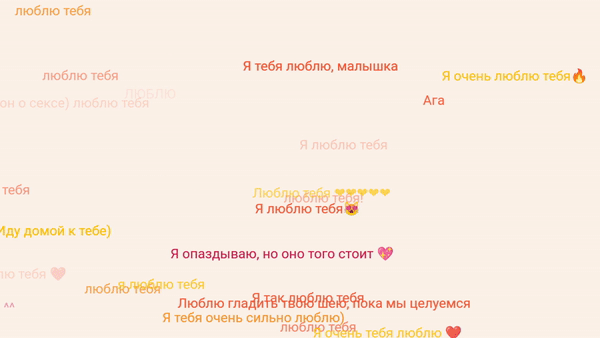 люблю тебя
Я тебя люблю, малышка
люблю тебя
Я очень люблю тебя🔥
ЛЮБЛЮ
Ага
он о сексе) люблю тебя
Я люблю тебя
тебя
Люблю тебя ❤❤❤❤❤
люблю тебя!
Я люблю тебя😻
Иду домой к тебе)
Я опаздываю, но оно того стоит 💖
лю тебя ❤️
я люблю тебя
люблю тебя
Я так люблю тебя
^^
Люблю гладить твою шею, пока мы целуемся
Я тебя очень сильно люблю)
люблю тебя
Я очень тебя люблю ❤️